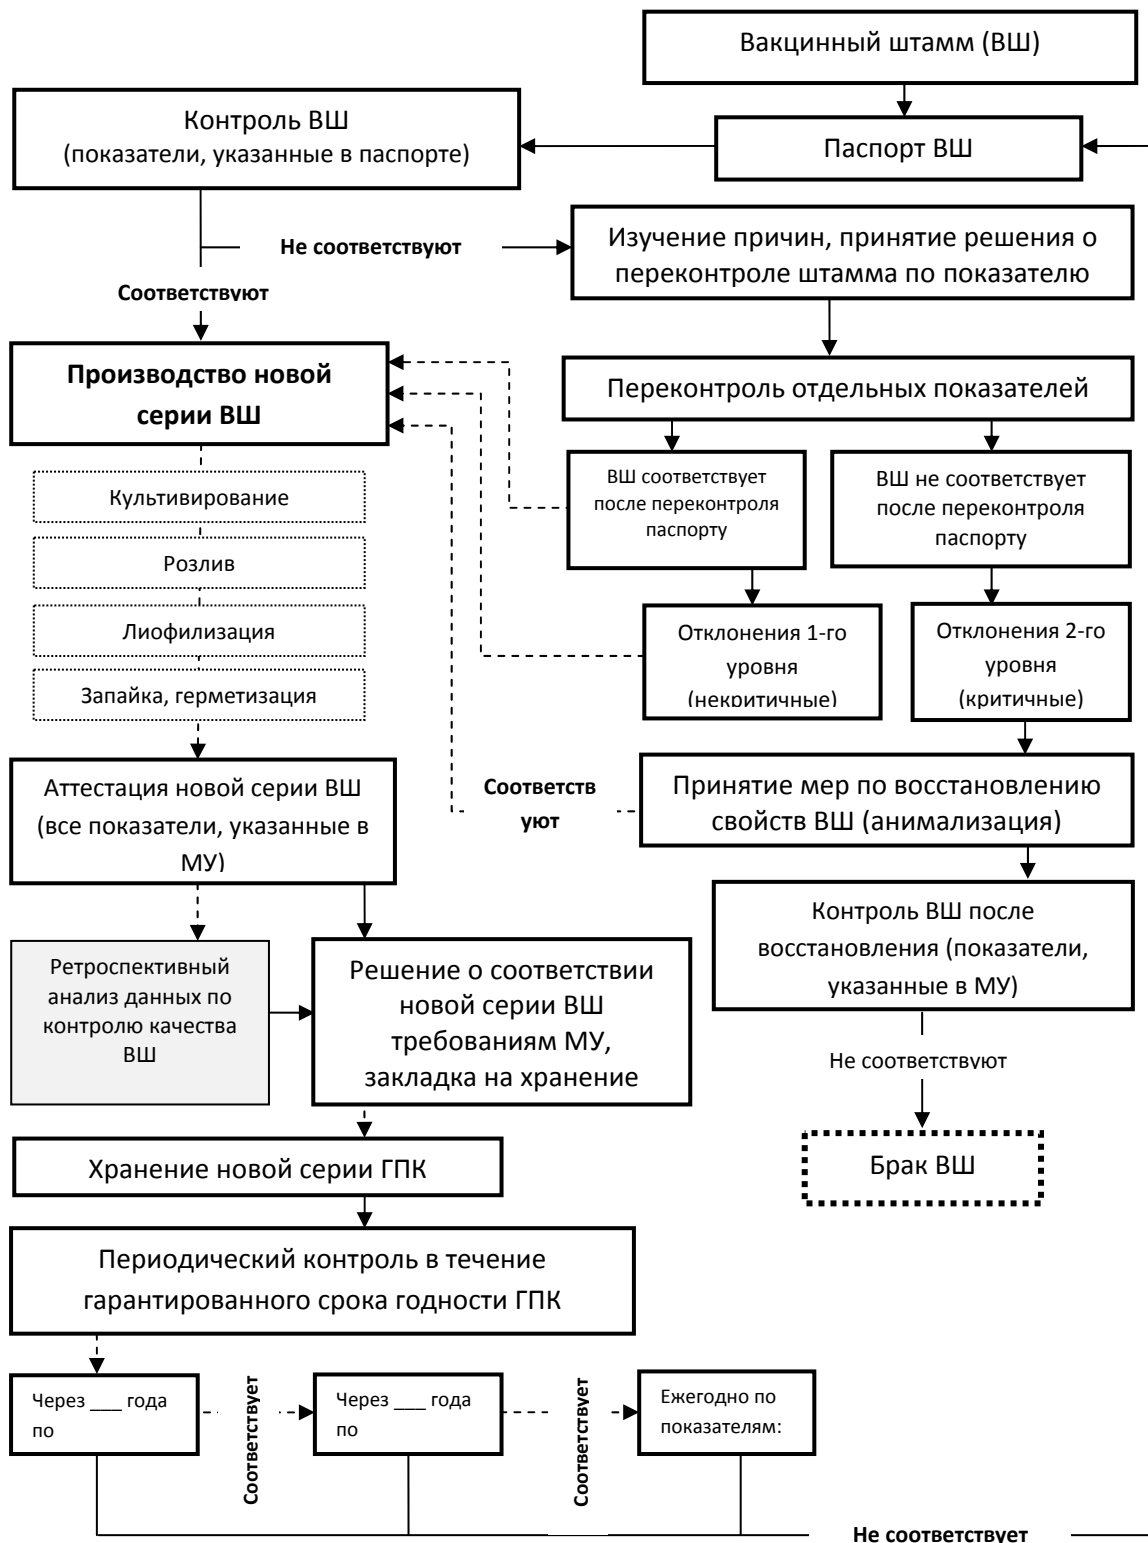 Вакцинный штамм (ВШ)
Контроль ВШ
(показатели, указанные в паспорте)
Паспорт ВШ
Не соответствуют
Изучение причин, принятие решения о
переконтроле штамма по показателю
Соответствуют
Производство новой
серии ВШ
Переконтроль отдельных показателей
ВШ соответствует
после переконтроля
паспорту
ВШ не соответствует
после переконтроля
паспорту
Культивирование
Розлив
Лиофилизация
Запайка, герметизация
Отклонения 1-го
уровня
(некритичные)
Отклонения 2-го
уровня
(критичные)
Аттестация новой серии ВШ
(все показатели, указанные в
МУ)
Соответств
уют
Принятие мер по восстановлению
свойств ВШ (анимализация)
Контроль ВШ после
восстановления (показатели,
указанные в МУ)
Ретроспективный
анализ данных по
контролю качества
ВШ
Решение о соответствии
новой серии ВШ
требованиям МУ,
закладка на хранение
Не соответствуют
Брак ВШ
Хранение новой серии ГПК
Периодический контроль в течение
гарантированного срока годности ГПК
Через ___ года
по
Соответствует
Через ___ года
по
Соответствует
Ежегодно по
показателям:
Не соответствует